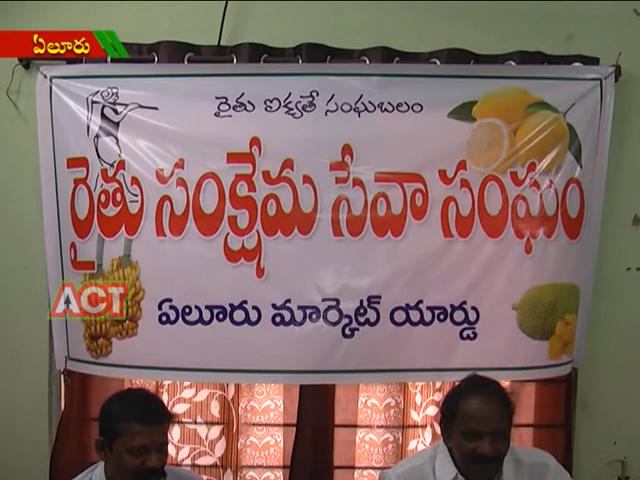 ఏలూరు
రైతు ఐక్యతే సంఘబలం
రైతు సంక్షేమ సేవా సంఘం
ACT
ఏలూరు మార్కెట్ యార్డు